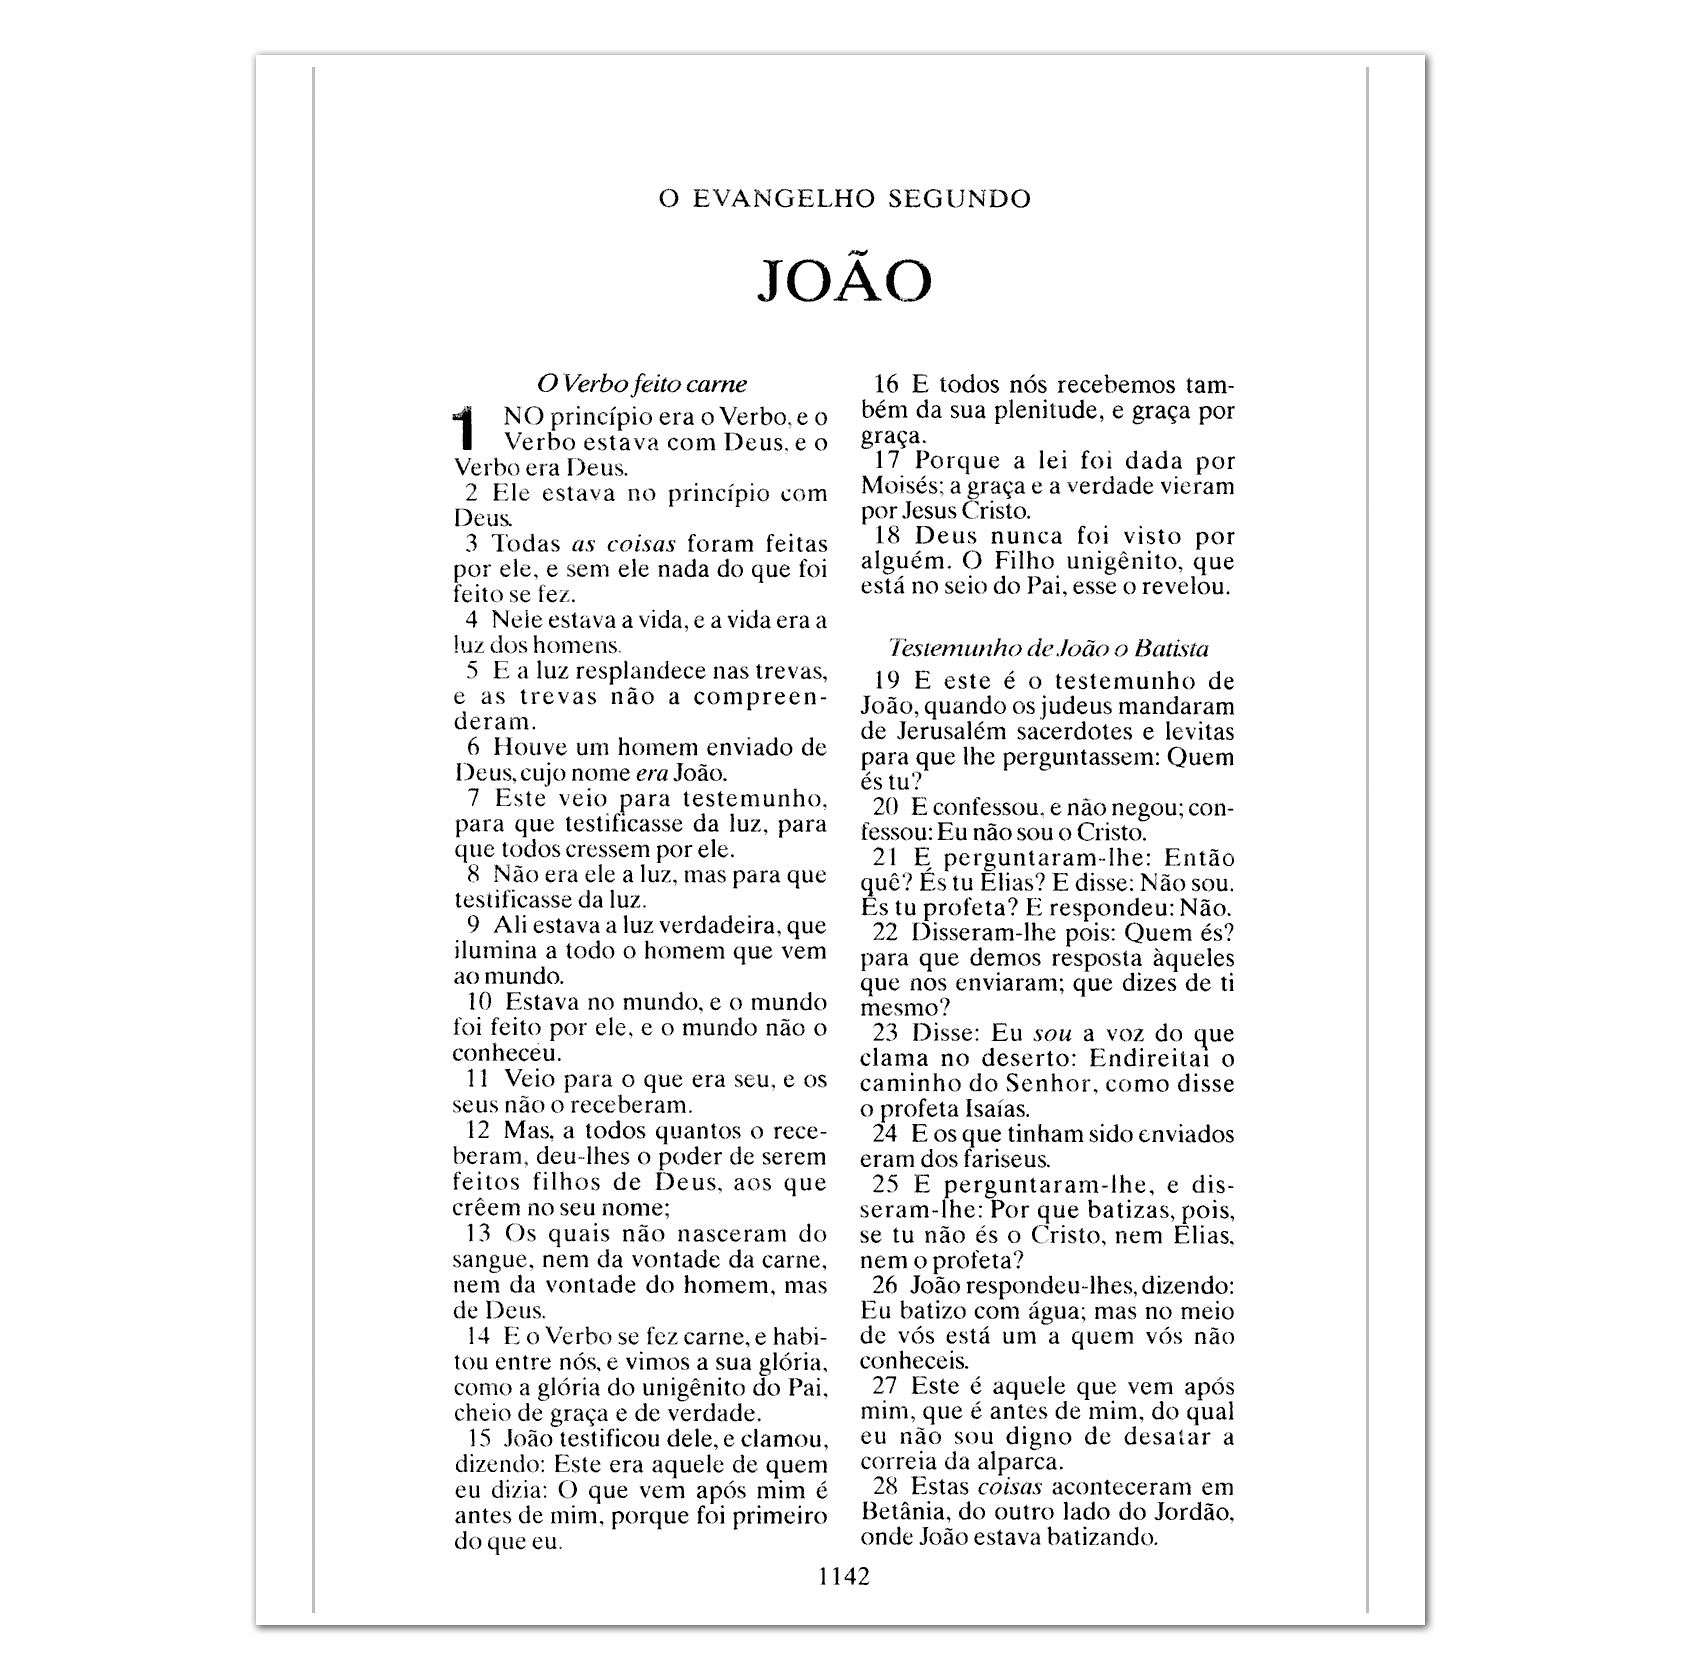 O EVANGELHO SEGUNDO
JOÃO
O Verbo feito carne
1 NO princípio era o Verbo, e o
Verbo estava com Deus, e o
Verbo era Deus.
2 Ele estava no princípio com
Deus.
3 Todas as coisas foram feitas
por ele, e sem ele nada do que foi
feito se fez.
4 Nele estava a vida, e a vida era a
luz dos homens.
5 E a luz resplandece nas trevas,
e as trevas não a compreen-
deram.
6 Houve um homem enviado de
Deus, cujo nome era João.
7 Este veio para testemunho,
para que testificasse da luz, para
que todos cressem por ele.
8 Não era ele a luz, mas para que
testificasse da luz.
9 Ali estava a luz verdadeira, que
ilumina a todo o homem que vem
ao mundo.
10 Estava no mundo, e o mundo
foi feito por ele, e o mundo não o
conheceu.
11 Veio para o que era seu, e os
seus não o receberam.
12 Mas, a todos quantos o rece-
beram, deu-lhes o poder de serem
feitos filhos de Deus, aos que
crêem no seu nome;
13 Os quais não nasceram do
sangue, nem da vontade da carne,
nem da vontade do homem, mas
de Deus.
14 E o Verbo se fez carne, e habi-
tou entre nós, e vimos a sua glória,
como a glória do unigênito do Pai,
cheio de graça e de verdade.
15 João testificou dele, e clamou,
dizendo: Este era aquele de quem
eu dizia: O que vem após mim é
antes de mim, porque foi primeiro
do que eu.
16 E todos nós recebemos tam-
bém da sua plenitude, e graça por
graça.
17 Porque a lei foi dada por
Moisés; a graça e a verdade vieram
por Jesus Cristo.
18 Deus nunca foi visto por
alguém. O Filho unigênito, que
está no seio do Pai, esse o revelou.
Testemunho de João o Batista
19 E este é o testemunho de
João, quando os judeus mandaram
de Jerusalém sacerdotes e levitas
para que lhe perguntassem: Quem
és tu?
20 E confessou, e não negou; con-
fessou: Eu não sou o Cristo.
21 E perguntaram-lhe: Então
quê? És tu Elias? E disse: Não sou.
És tu profeta? E respondeu: Não.
22 Disseram-lhe pois: Quem és?
para que demos resposta àqueles
que nos enviaram; que dizes de ti
mesmo?
23 Disse: Eu sou a voz do que
clama no deserto: Endireitai o
caminho do Senhor, como disse
o profeta Isaías.
24 E os que tinham sido enviados
eram dos fariseus.
25 E perguntaram-lhe, e dis-
seram-lhe: Por que batizas, pois,
se tu não és o Cristo, nem Elias,
nem o profeta?
26 João respondeu-lhes, dizendo:
Eu batizo com água; mas no meio
de vós está um a quem vós não
conheceis.
27 Este é aquele que vem após
mim, que é antes de mim, do qual
eu não sou digno de desatar a
correia da alparca.
28 Estas coisas aconteceram em
Betânia, do outro lado do Jordão,
onde João estava batizando.
1142